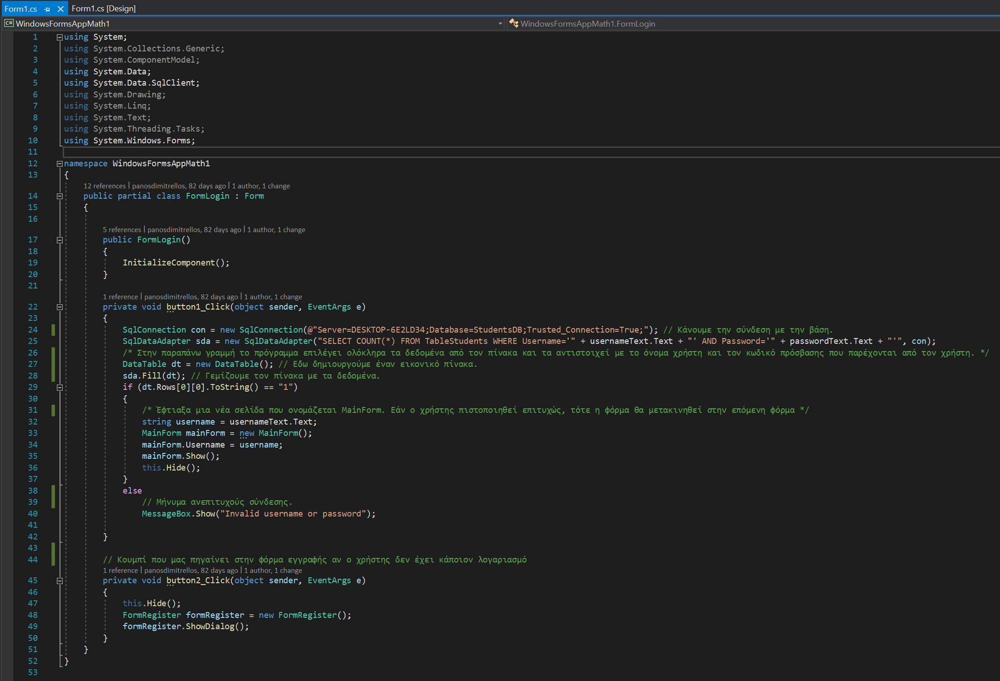 Form1.cs Form1.cs [Design]
C# WindowsFormsAppMath1 WindowsFormsAppMath1.FormLogin
1 using System;
2 using System.Collections.Generic;
3 using System.ComponentModel;
4 using System.Data;
5 using System.Data.SqlClient;
6 using System.Drawing;
7 using System.Linq;
8 using System.Text;
9 using System.Threading.Tasks;
10 using System.Windows.Forms;
11
12 namespace WindowsFormsAppMath1
13 {
12 references | panosdimitrellos, 82 days ago | 1 author, 1 change
14 public partial class FormLogin : Form
15 {
16
5 references | panosdimitrellos, 82 days ago | 1 author, 1 change
17 public FormLogin()
18 {
19 InitializeComponent();
20 }
21
1 reference | panosdimitrellos, 82 days ago | 1 author, 1 change
22 private void button1_Click(object sender, EventArgs e)
23 {
24 SqlConnection con = new SqlConnection(@"Server=DESKTOP-6E2LD34;Database=StudentsDB;Trusted_Connection=True;"); // Κάνουμε την σύνδεση με την βάση.
25 SqlDataAdapter sda = new SqlDataAdapter("SELECT COUNT(*) FROM TableStudents WHERE Username='" + usernameText.Text + "' AND Password='" + passwordText.Text + "'", con);
26 /* Στην παραπάνω γραμμή το πρόγραμμα επιλέγει ολόκληρα τα δεδομένα από τον πίνακα και τα αντιστοιχεί με το όνομα χρήστη και τον κωδικό πρόσβασης που παρέχονται από τον χρήστη. */
27 DataTable dt = new DataTable(); // Εδω δημιουργούμε έναν εικονικό πίνακα.
28 sda.Fill(dt); // Γεμίζουμε τον πίνακα με τα δεδομένα.
29 if (dt.Rows[0][0].ToString() == "1")
30 {
31 /* Έφτιαξα μια νέα σελίδα που ονομάζεται MainForm. Εάν ο χρήστης πιστοποιηθεί επιτυχώς, τότε η φόρμα θα μετακινηθεί στην επόμενη φόρμα */
32 string username = usernameText.Text;
33 MainForm mainForm = new MainForm();
34 mainForm.Username = username;
35 mainForm.Show();
36 this.Hide();
37 }
38 else
39 // Μήνυμα ανεπιτυχούς σύνδεσης.
40 MessageBox.Show("Invalid username or password");
41
42 }
43
44 // Κουμπί που μας πηγαίνει στην φόρμα εγγραφής αν ο χρήστης δεν έχει κάποιον λογαριασμό
1 reference | panosdimitrellos, 82 days ago | 1 author, 1 change
45 private void button2_Click(object sender, EventArgs e)
46 {
47 this.Hide();
48 FormRegister formRegister = new FormRegister();
49 formRegister.ShowDialog();
50 }
51 }
52 }
53